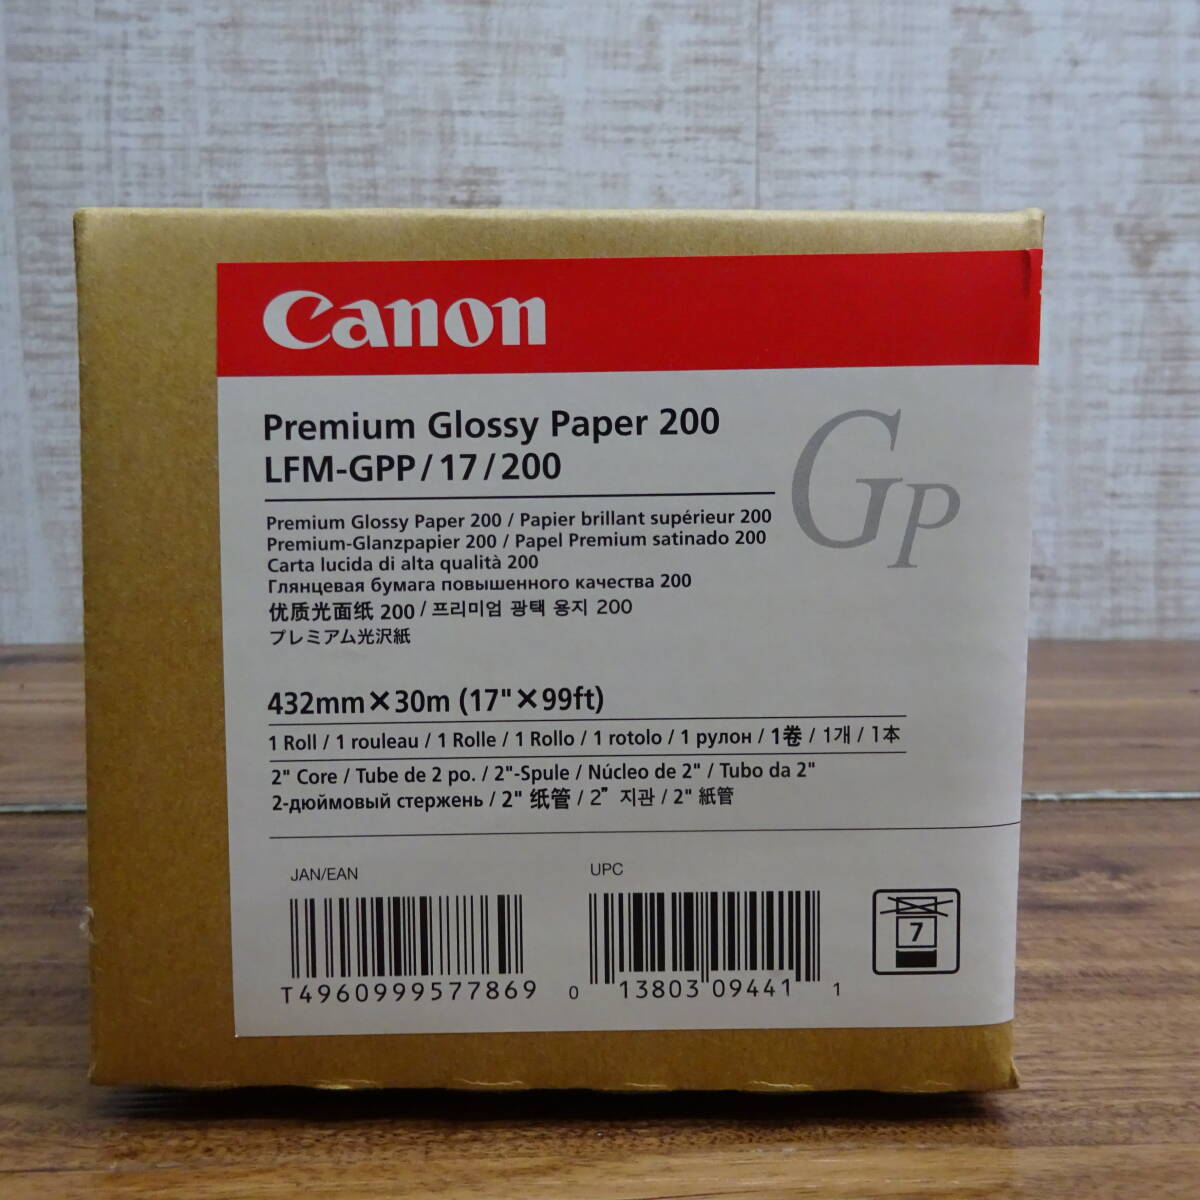 Canon
Premium Glossy Paper 200
LFM-GPP/17/200
GP
Premium Glossy Paper 200 / Papier brillant supérieur 200
Premium-Glanzpapier 200 / Papel Premium satinado 200
Carta lucida di alta qualità 200
Глянцевая бумага повышенного качества 200
优质光面纸 200 / 프리미엄 광택 용지 200
プレミアム光沢紙
432mm×30m (17"×99ft)
1 Roll / 1 rouleau / 1 Rolle / 1 Rollo / 1 rotolo / 1 рулон / 1卷 / 1개 / 1本
2" Core / Tube de 2 po. / 2"-Spule / Núcleo de 2" / Tubo da 2"
2-дюймовый стержень / 2" 纸管 / 2” 지관 / 2" 紙管
JAN/EAN
T4960999577869
UPC
0 13803 09441 1
7